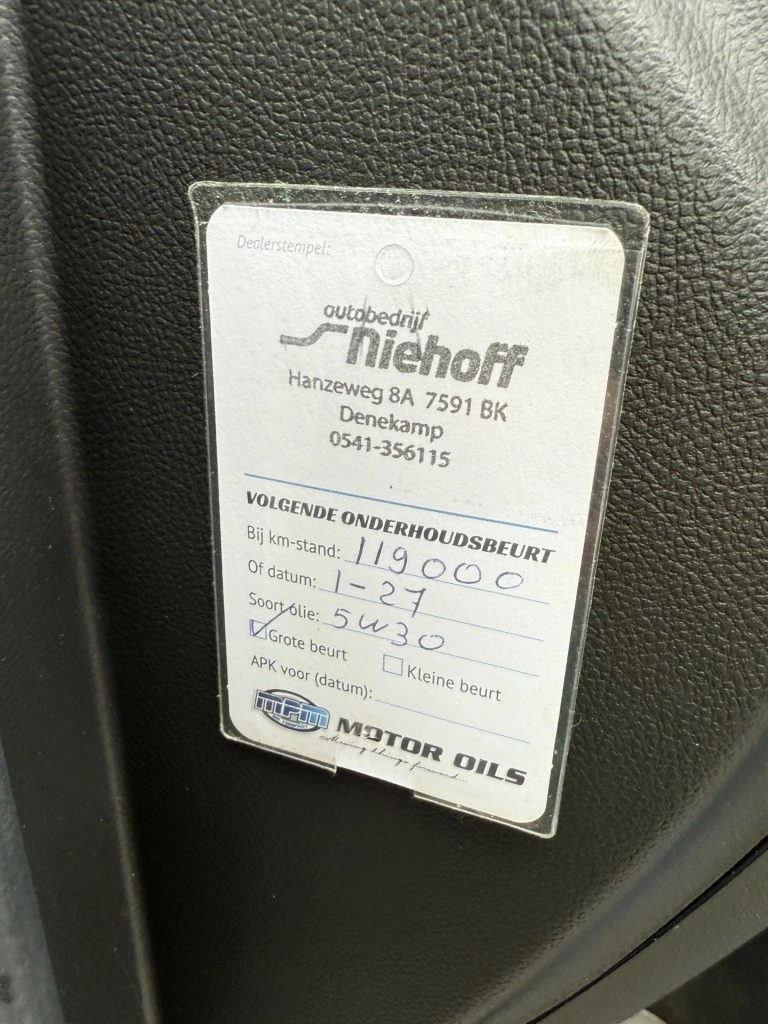 Dealerstempel:
autobedrijf
Niehoff
Hanzeweg 8A 7591 BK
Denekamp
0541-356115
VOLGENDE ONDERHOUDSBEURT
Bij km-stand: 119000
Of datum: 1-27
Soort olie: 5W30
Grote beurt Kleine beurt
APK voor (datum):
MPM MOTOR OILS